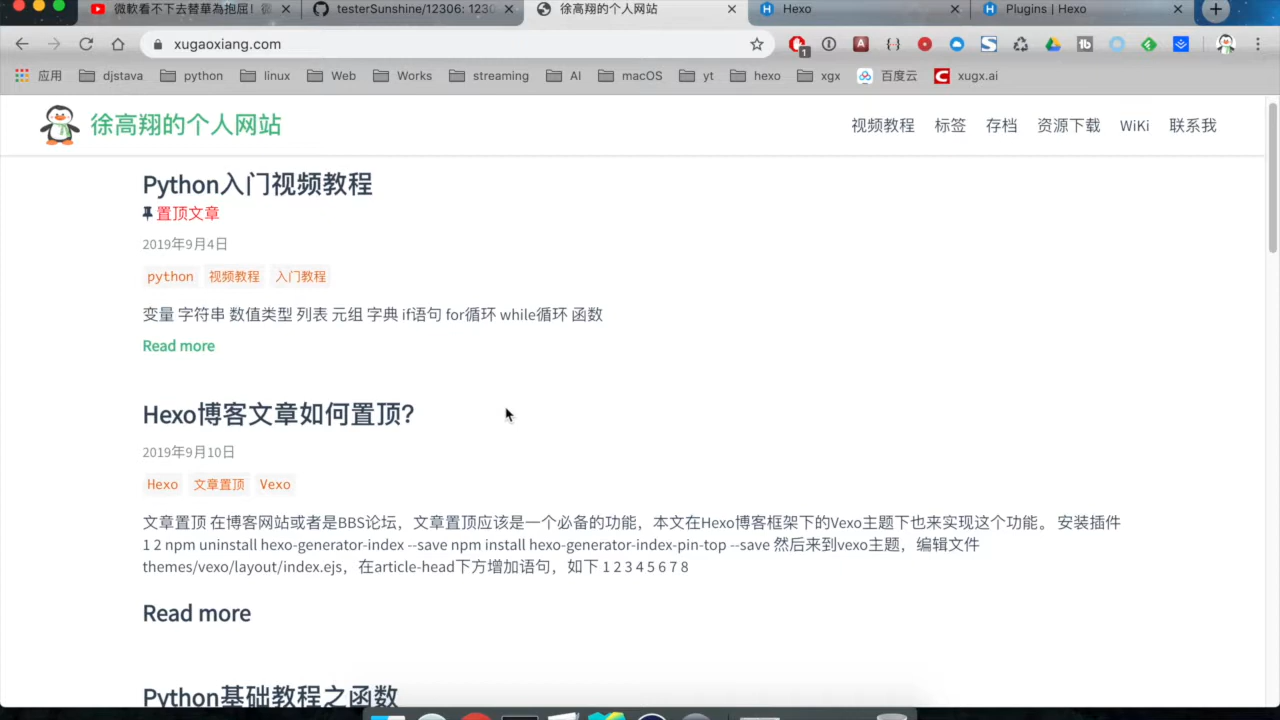 微軟看不下去替華為抱屈！
testerSunshine/12306: 1230
徐高翔的个人网站
Hexo
Plugins | Hexo
xugaoxiang.com
1
应用
djstava
python
linux
Web
Works
streaming
AI
macOS
yt
hexo
xgx
百度云
xugx.ai
徐高翔的个人网站
视频教程
标签
存档
资源下载
WiKi
联系我
Python入门视频教程
置顶文章
2019年9月4日
python 视频教程 入门教程
变量 字符串 数值类型 列表 元组 字典 if语句 for循环 while循环 函数
Read more
Hexo博客文章如何置顶？
2019年9月10日
Hexo 文章置顶 Vexo
文章置顶 在博客网站或者是BBS论坛，文章置顶应该是一个必备的功能，本文在Hexo博客框架下的Vexo主题下也来实现这个功能。 安装插件
1 2 npm uninstall hexo-generator-index --save npm install hexo-generator-index-pin-top --save 然后来到vexo主题，编辑文件
themes/vexo/layout/index.ejs，在article-head下方增加语句，如下 1 2 3 4 5 6 7 8
Read more
Python基础教程之函数